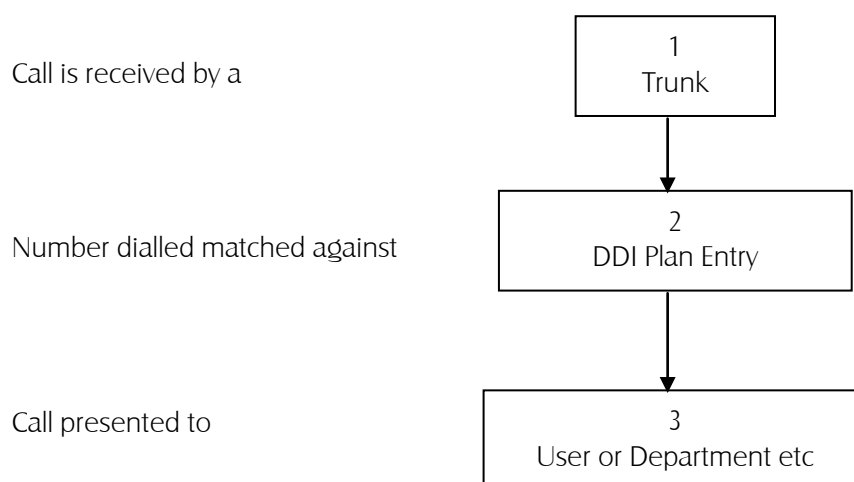 Call is received by a
1
Trunk
Number dialled matched against
2
DDI Plan Entry
Call presented to
3
User or Department etc